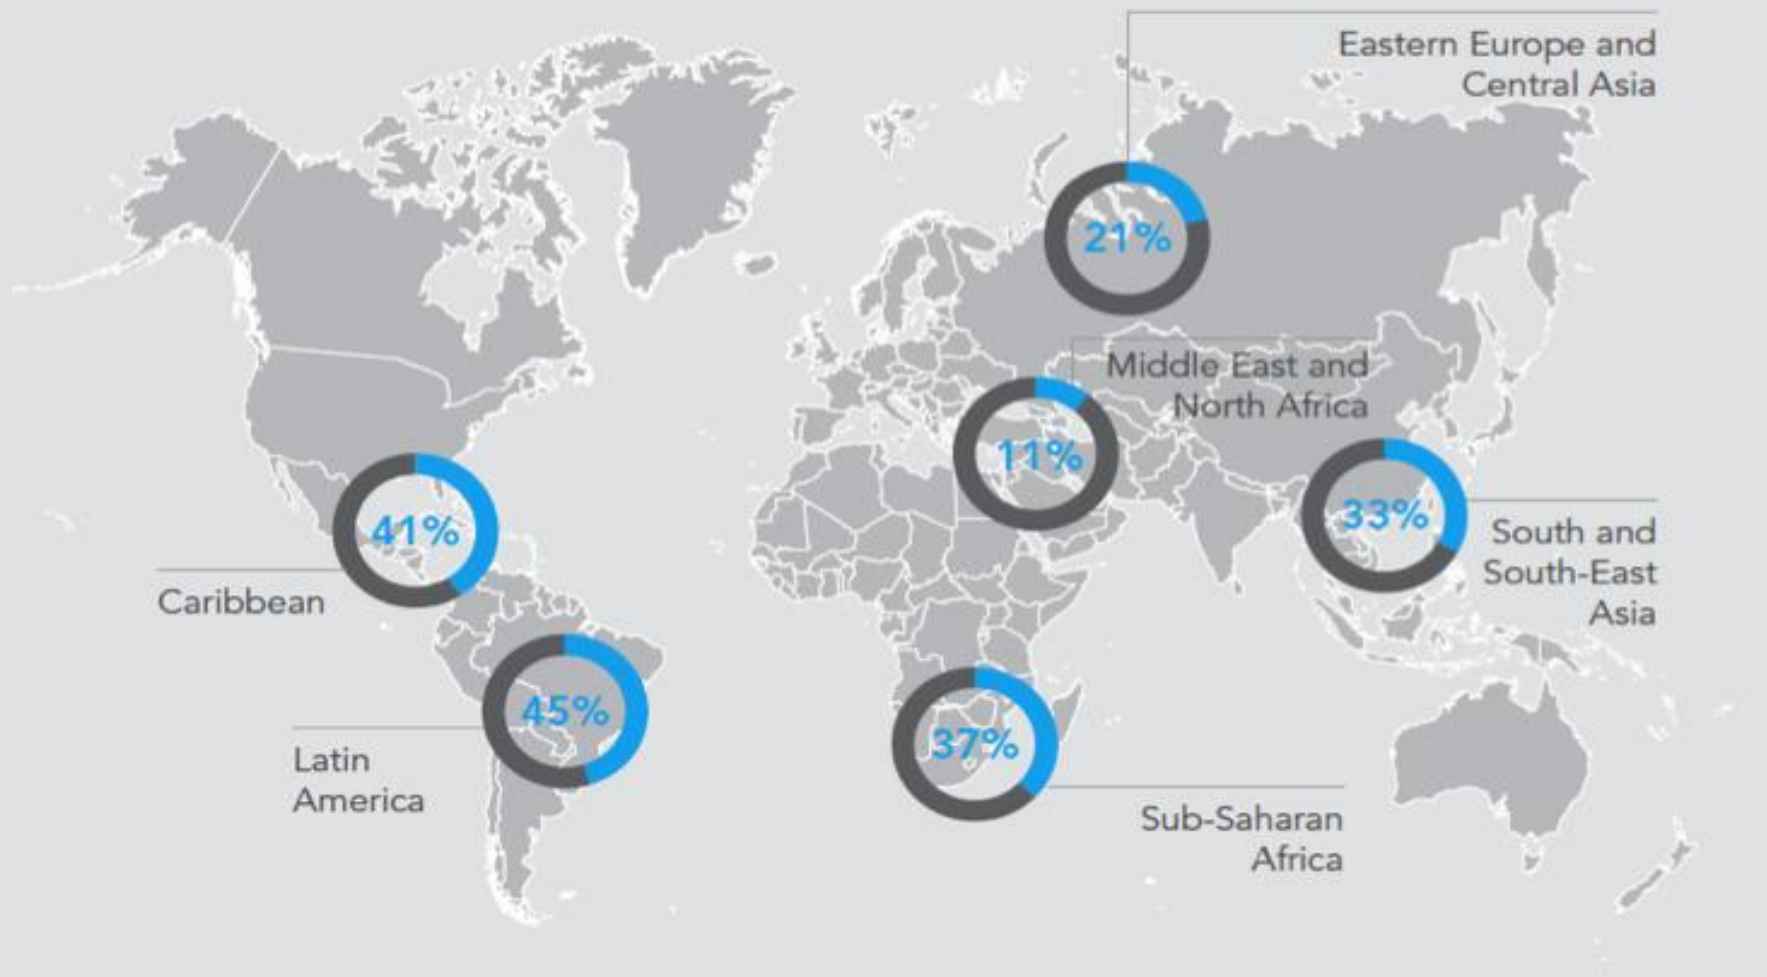 Eastern Europe and
Central Asia
21%
Middle East and
North Africa
11%
33%
South and
South-East
Asia
41%
Caribbean
45%
Latin
America
37%
Sub-Saharan
Africa